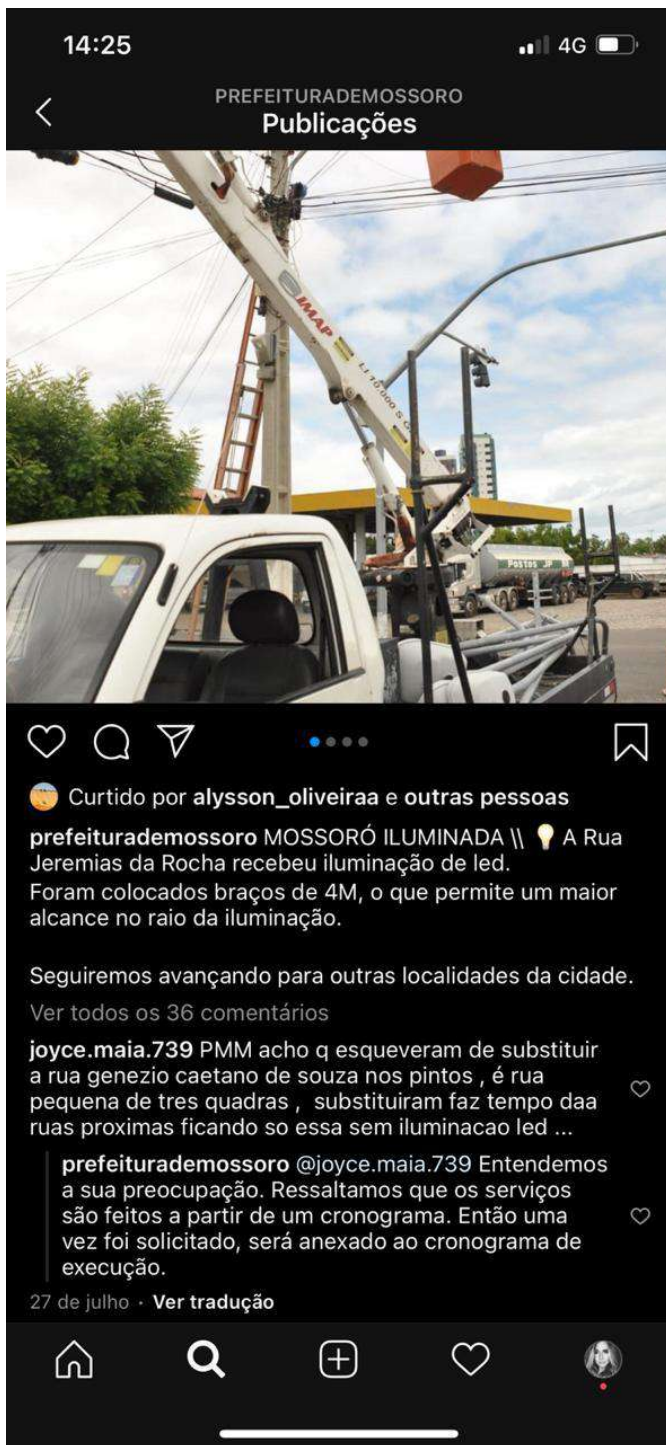 14:25
4G
PREFEITURADEMOSSORO
Publicações
IMAP
Postos JP
Curtido por alysson_oliveiraa e outras pessoas
prefeiturademossoro MOSSORÓ ILUMINADA \\ 💡 A Rua
Jeremias da Rocha recebeu iluminação de led.
Foram colocados braços de 4M, o que permite um maior
alcance no raio da iluminação.
Seguiremos avançando para outras localidades da cidade.
Ver todos os 36 comentários
joyce.maia.739 PMM acho q esqueveram de substituir
a rua genezio caetano de souza nos pintos , é rua
pequena de tres quadras , substituiram faz tempo daa
ruas proximas ficando so essa sem iluminacao led ...
prefeiturademossoro @joyce.maia.739 Entendemos
a sua preocupação. Ressaltamos que os serviços
são feitos a partir de um cronograma. Então uma
vez foi solicitado, será anexado ao cronograma de
execução.
27 de julho · Ver tradução